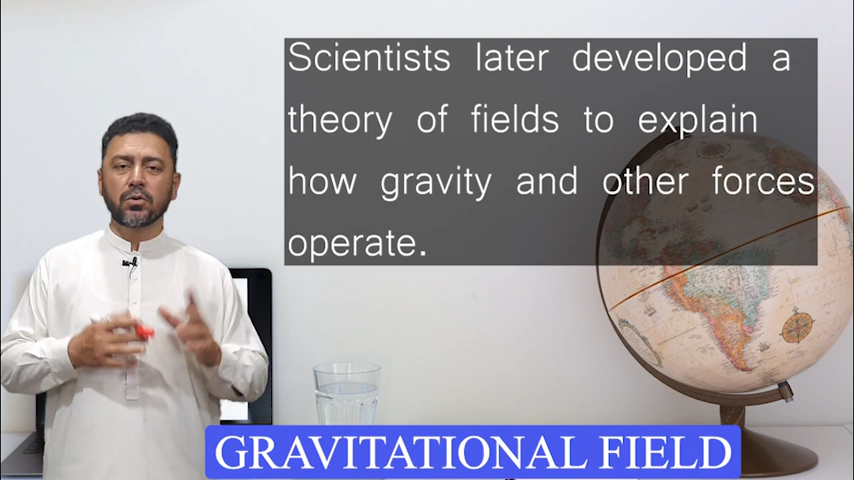 Scientists later developed a
theory of fields to explain
how gravity and other forces
operate.
GRAVITATIONAL FIELD